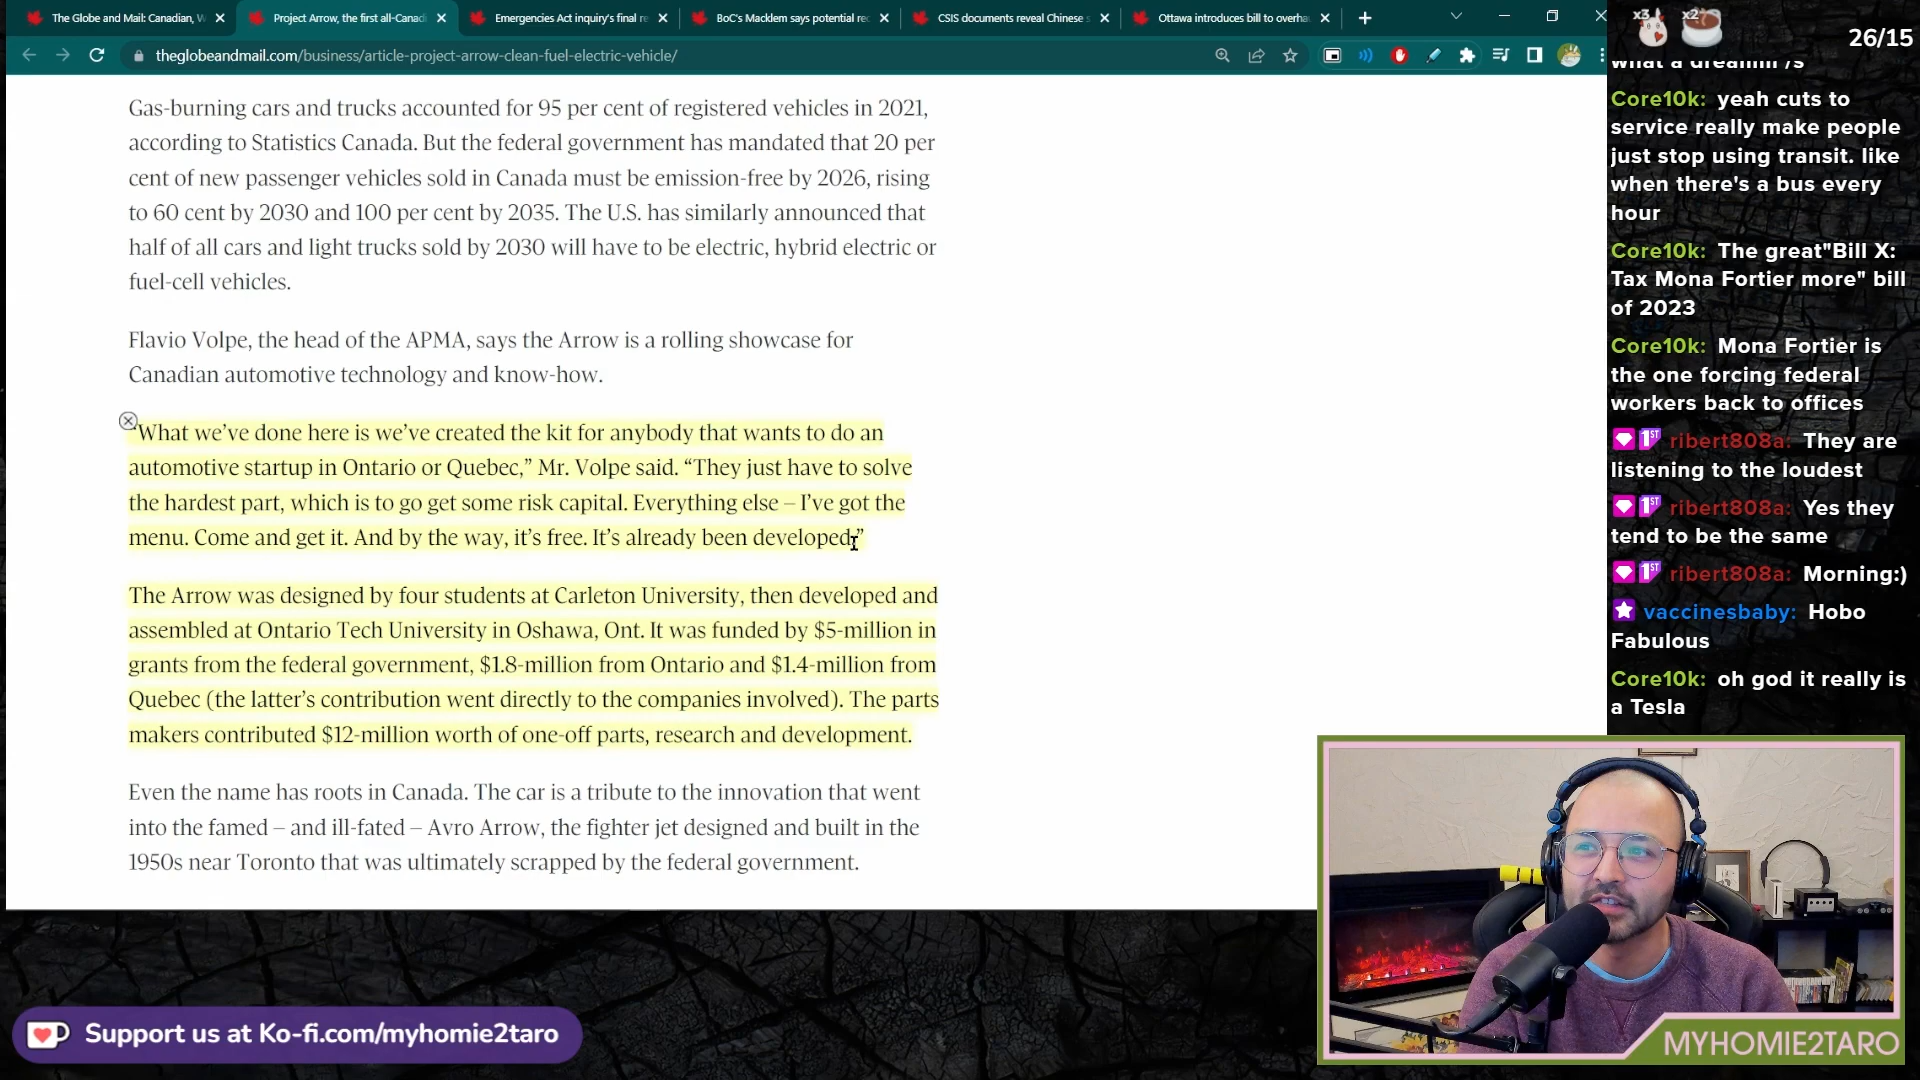 The Globe and Mail: Canadian, W
Project Arrow, the first all-Canadi
Emergencies Act inquiry's final re
BoC's Macklem says potential rec
CSIS documents reveal Chinese s
Ottawa introduces bill to overha
theglobeandmail.com/business/article-project-arrow-clean-fuel-electric-vehicle/
Gas-burning cars and trucks accounted for 95 per cent of registered vehicles in 2021,
according to Statistics Canada. But the federal government has mandated that 20 per
cent of new passenger vehicles sold in Canada must be emission-free by 2026, rising
to 60 cent by 2030 and 100 per cent by 2035. The U.S. has similarly announced that
half of all cars and light trucks sold by 2030 will have to be electric, hybrid electric or
fuel-cell vehicles.
Flavio Volpe, the head of the APMA, says the Arrow is a rolling showcase for
Canadian automotive technology and know-how.
“What we’ve done here is we’ve created the kit for anybody that wants to do an
automotive startup in Ontario or Quebec,” Mr. Volpe said. “They just have to solve
the hardest part, which is to go get some risk capital. Everything else – I’ve got the
menu. Come and get it. And by the way, it’s free. It’s already been developed.”
The Arrow was designed by four students at Carleton University, then developed and
assembled at Ontario Tech University in Oshawa, Ont. It was funded by $5-million in
grants from the federal government, $1.8-million from Ontario and $1.4-million from
Quebec (the latter’s contribution went directly to the companies involved). The parts
makers contributed $12-million worth of one-off parts, research and development.
Even the name has roots in Canada. The car is a tribute to the innovation that went
into the famed – and ill-fated – Avro Arrow, the fighter jet designed and built in the
1950s near Toronto that was ultimately scrapped by the federal government.
x3
x27
26/15
what a dreamm /s
Core10k: yeah cuts to
service really make people
just stop using transit. like
when there's a bus every
hour
Core10k: The great"Bill X:
Tax Mona Fortier more" bill
of 2023
Core10k: Mona Fortier is
the one forcing federal
workers back to offices
1ST ribert808a: They are
listening to the loudest
1ST ribert808a: Yes they
tend to be the same
1ST ribert808a: Morning:)
vaccinesbaby: Hobo
Fabulous
Core10k: oh god it really is
a Tesla
Support us at Ko-fi.com/myhomie2taro
MYHOMIE2TARO